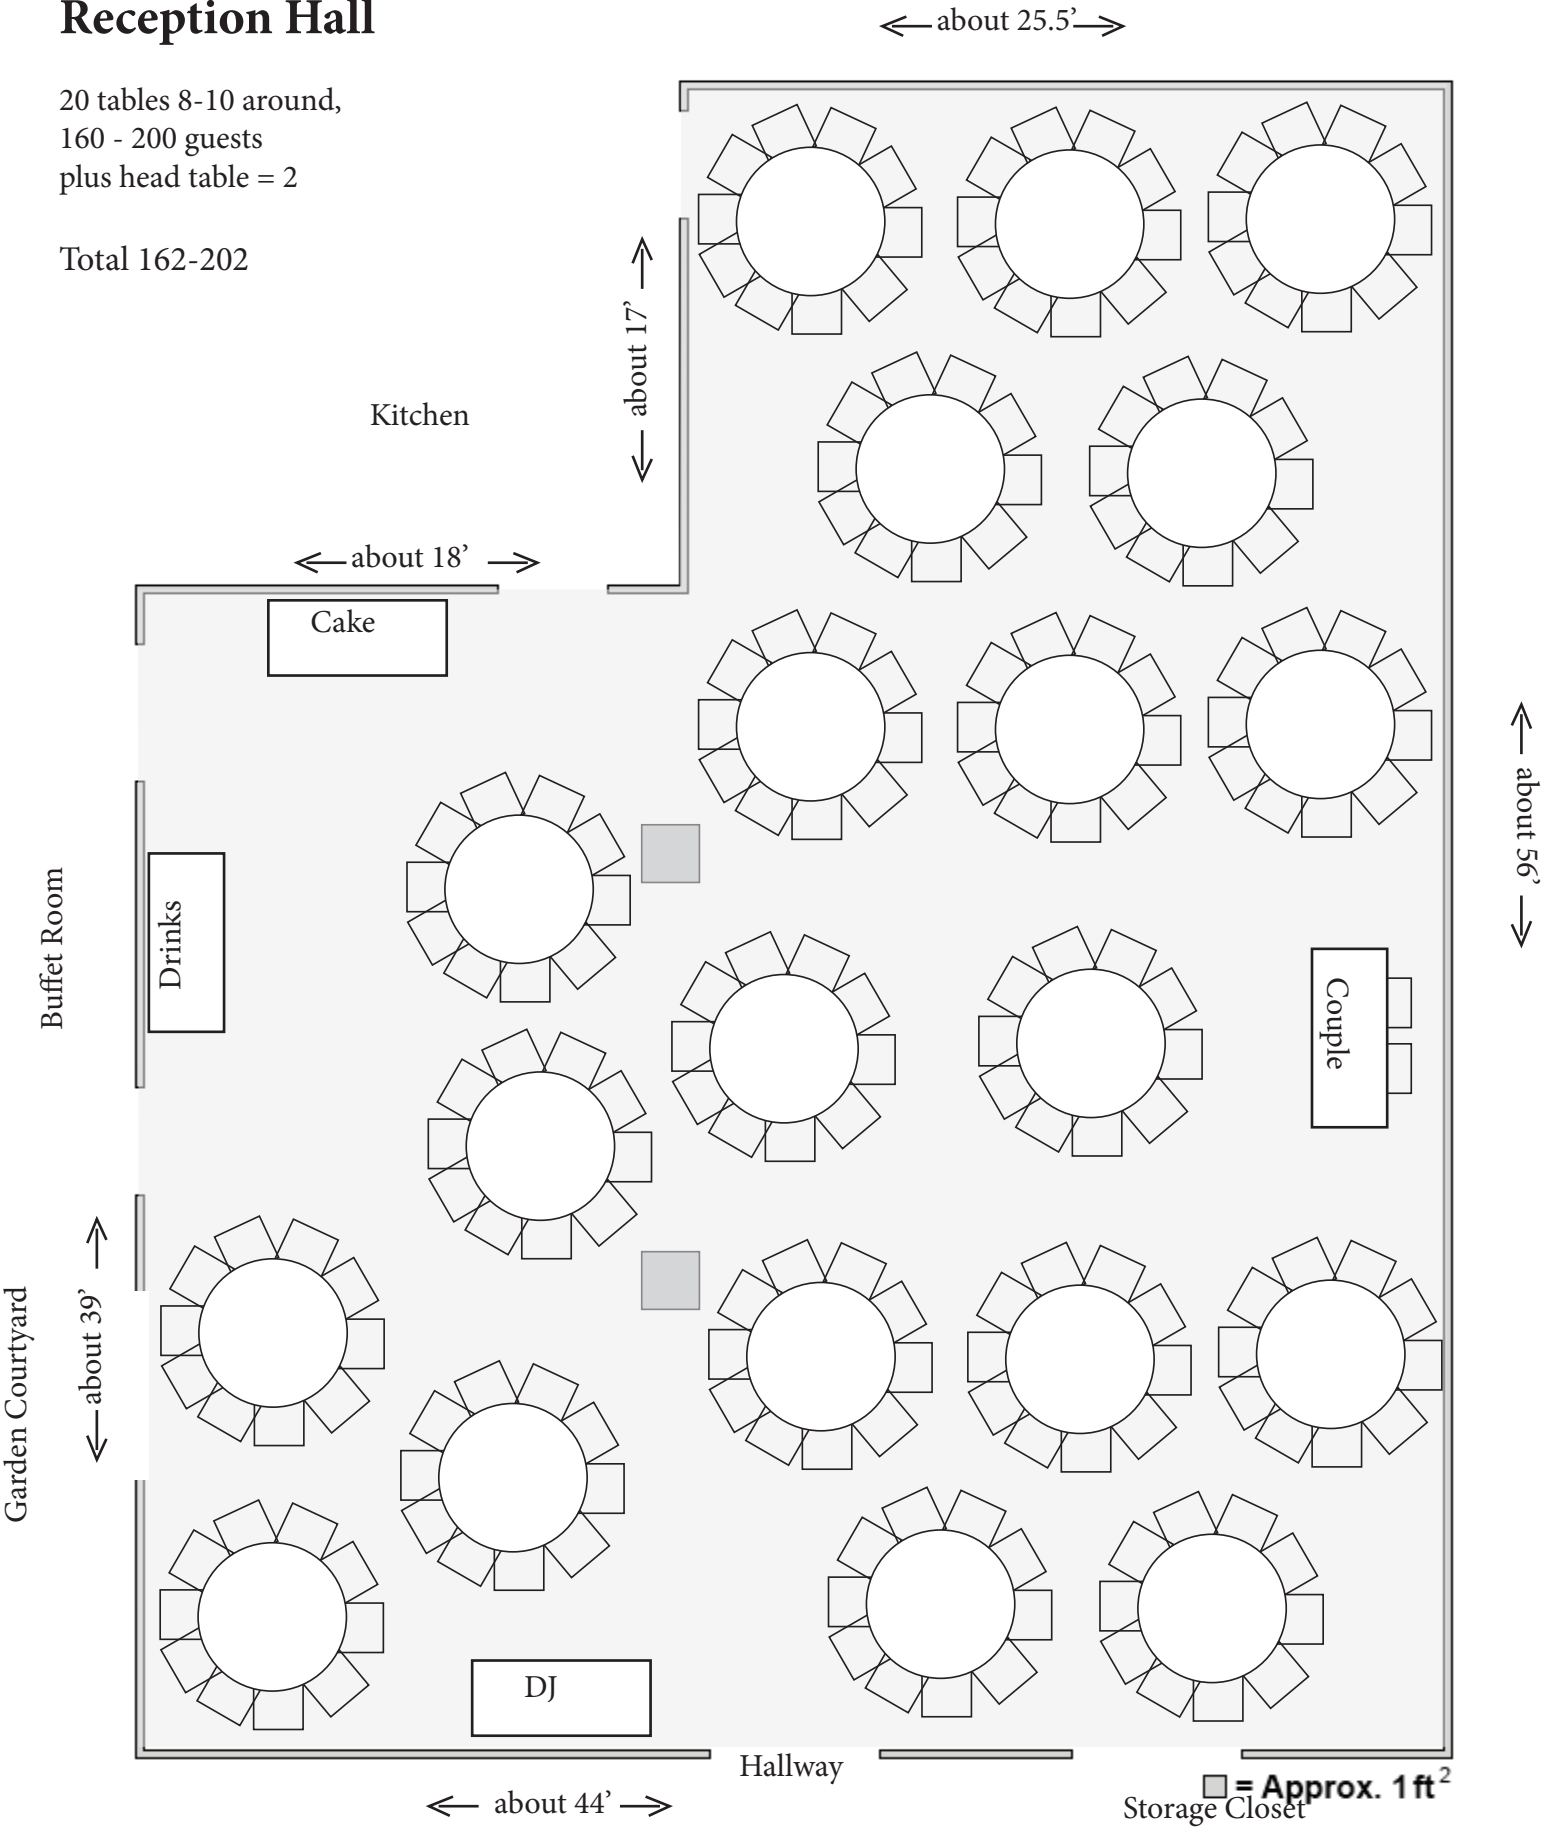 Reception Hall
about 25.5’
20 tables 8-10 around,
160 - 200 guests
plus head table = 2
Total 162-202
about 17’
Kitchen
about 18’
Cake
about 56’
Buffet Room
Drinks
Couple
Garden Courtyard
about 39’
DJ
Hallway
= Approx. 1 ft²
about 44’
Storage Closet